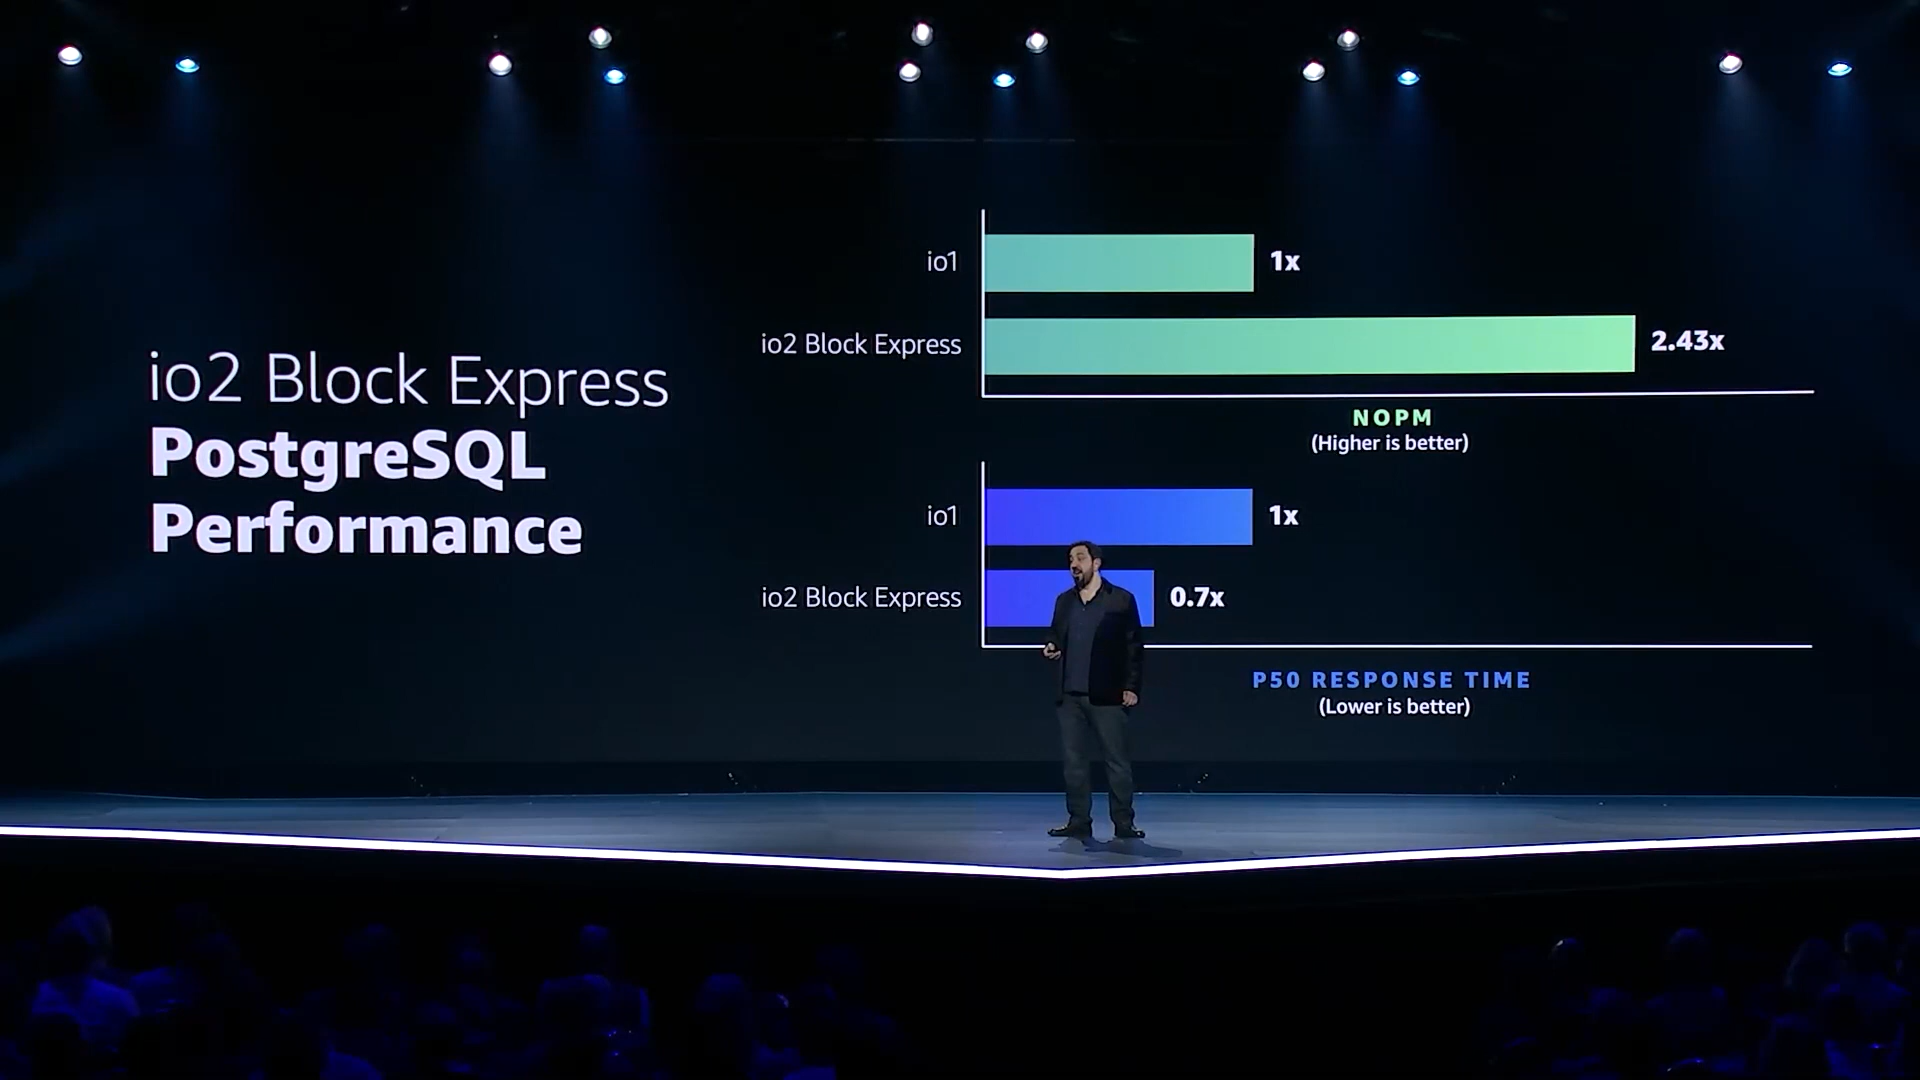 io2 Block Express
PostgreSQL
Performance
io1
1x
io2 Block Express
2.43x
NOPM
(Higher is better)
io1
1x
io2 Block Express
0.7x
P50 RESPONSE TIME
(Lower is better)